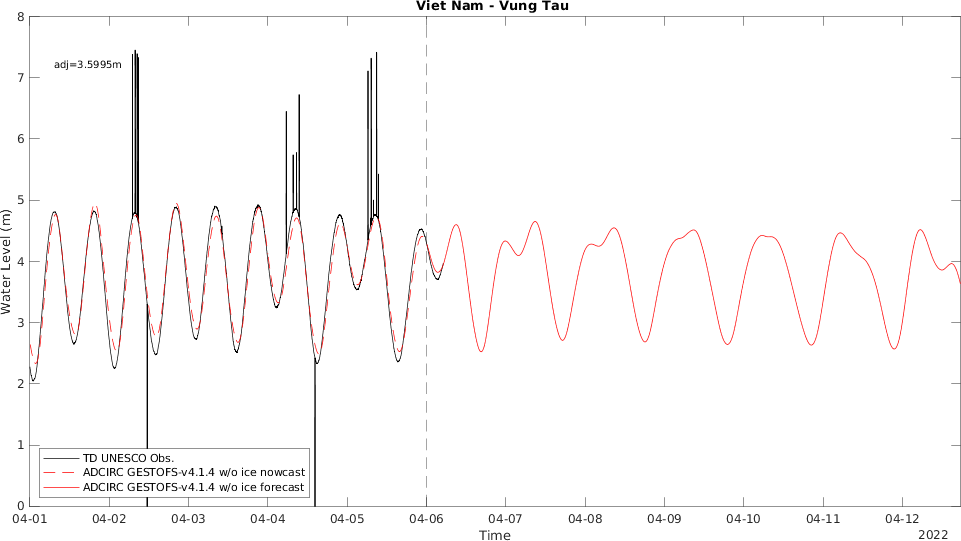 Viet Nam - Vung Tau
8
adj=3.5995m
7
6
5
4
3
2
1
0
Water Level (m)
TD UNESCO Obs.
ADCIRC GESTOFS-v4.1.4 w/o ice nowcast
ADCIRC GESTOFS-v4.1.4 w/o ice forecast
04-01 04-02 04-03 04-04 04-05 04-06 04-07 04-08 04-09 04-10 04-11 04-12
Time
2022